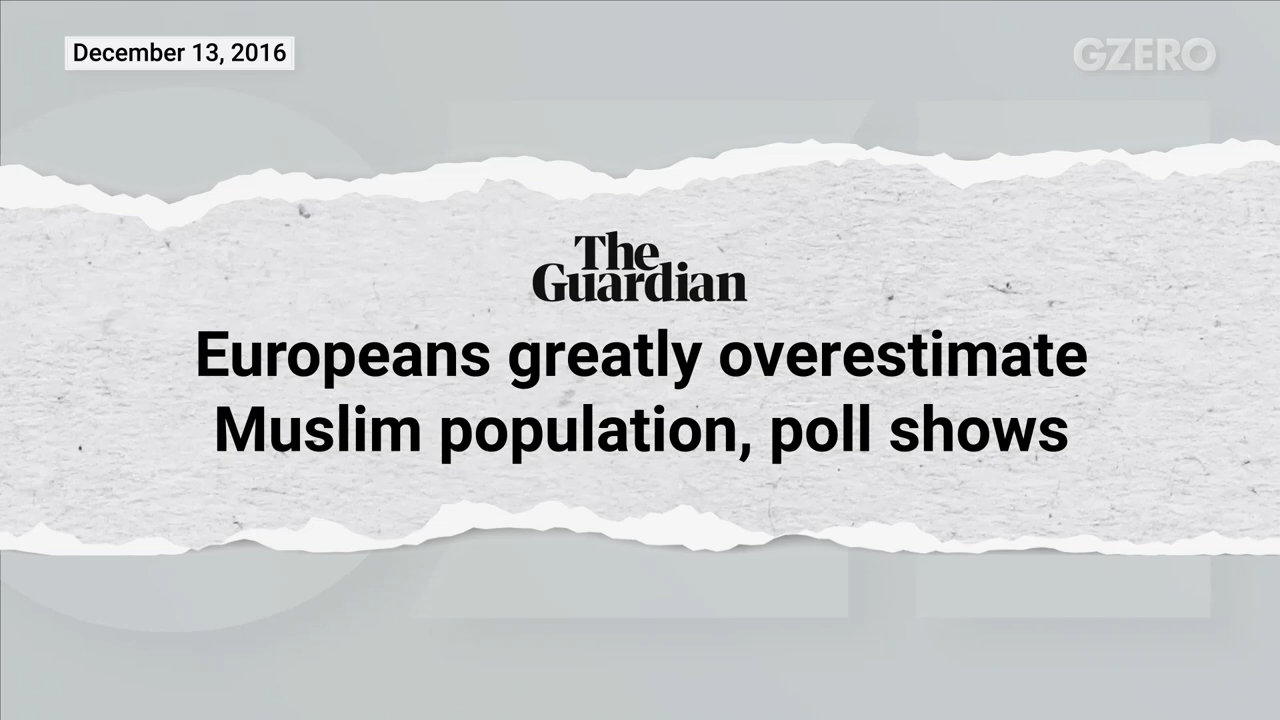 December 13, 2016
GZERO
The
Guardian
Europeans greatly overestimate
Muslim population, poll shows